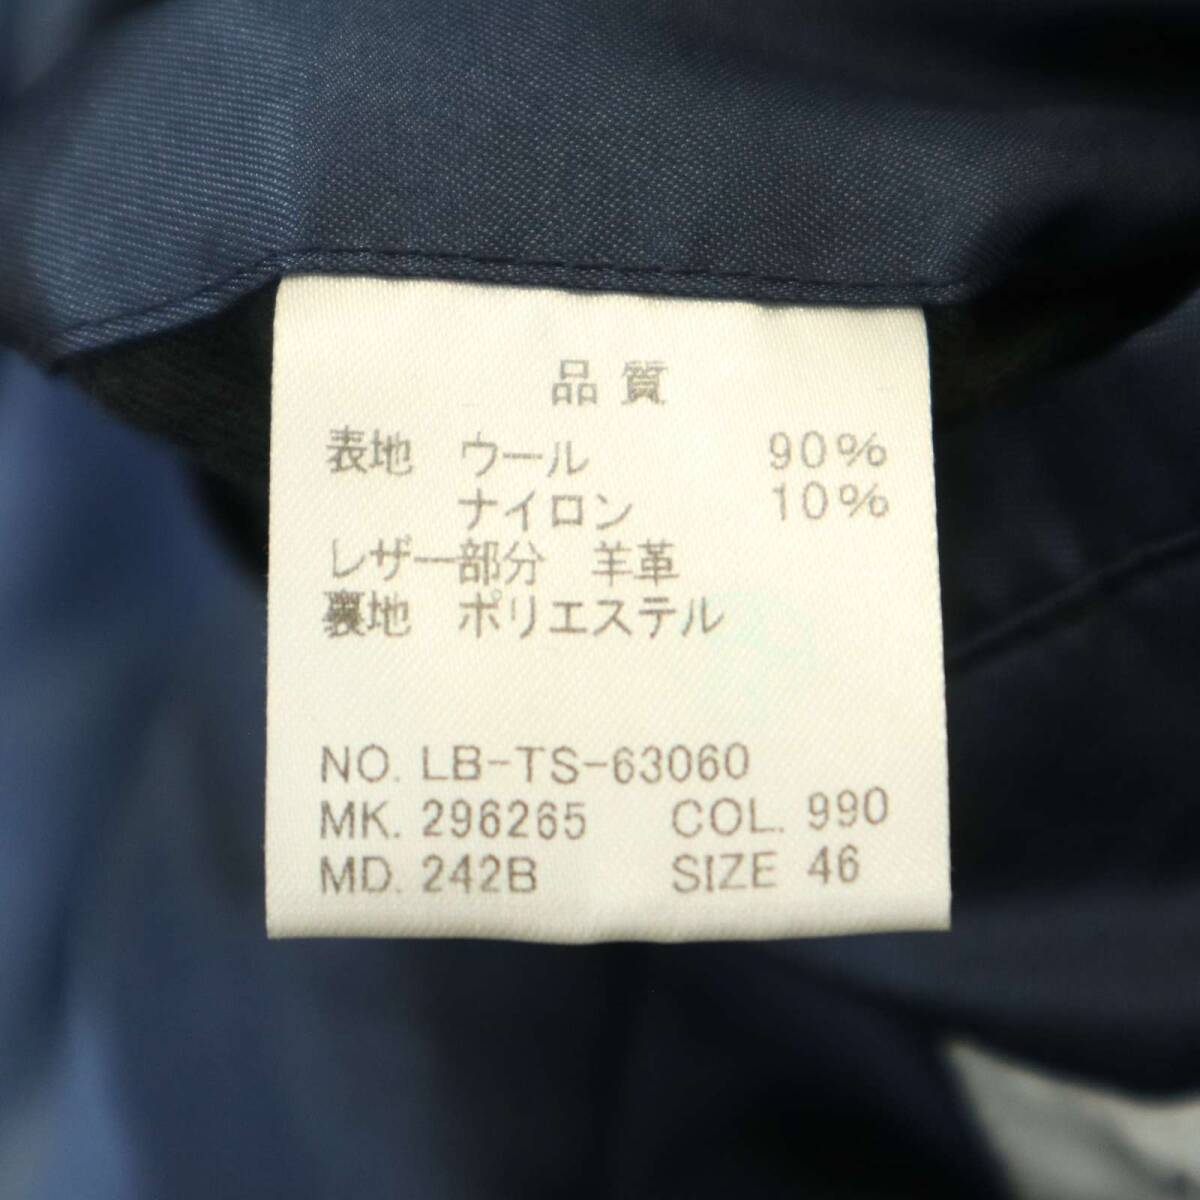 品質
表地 ウール 90%
ナイロン 10%
レザー部分 羊革
裏地 ポリエステル
NO. LB-TS-63060
MK. 296265 COL. 990
MD. 242B SIZE 46